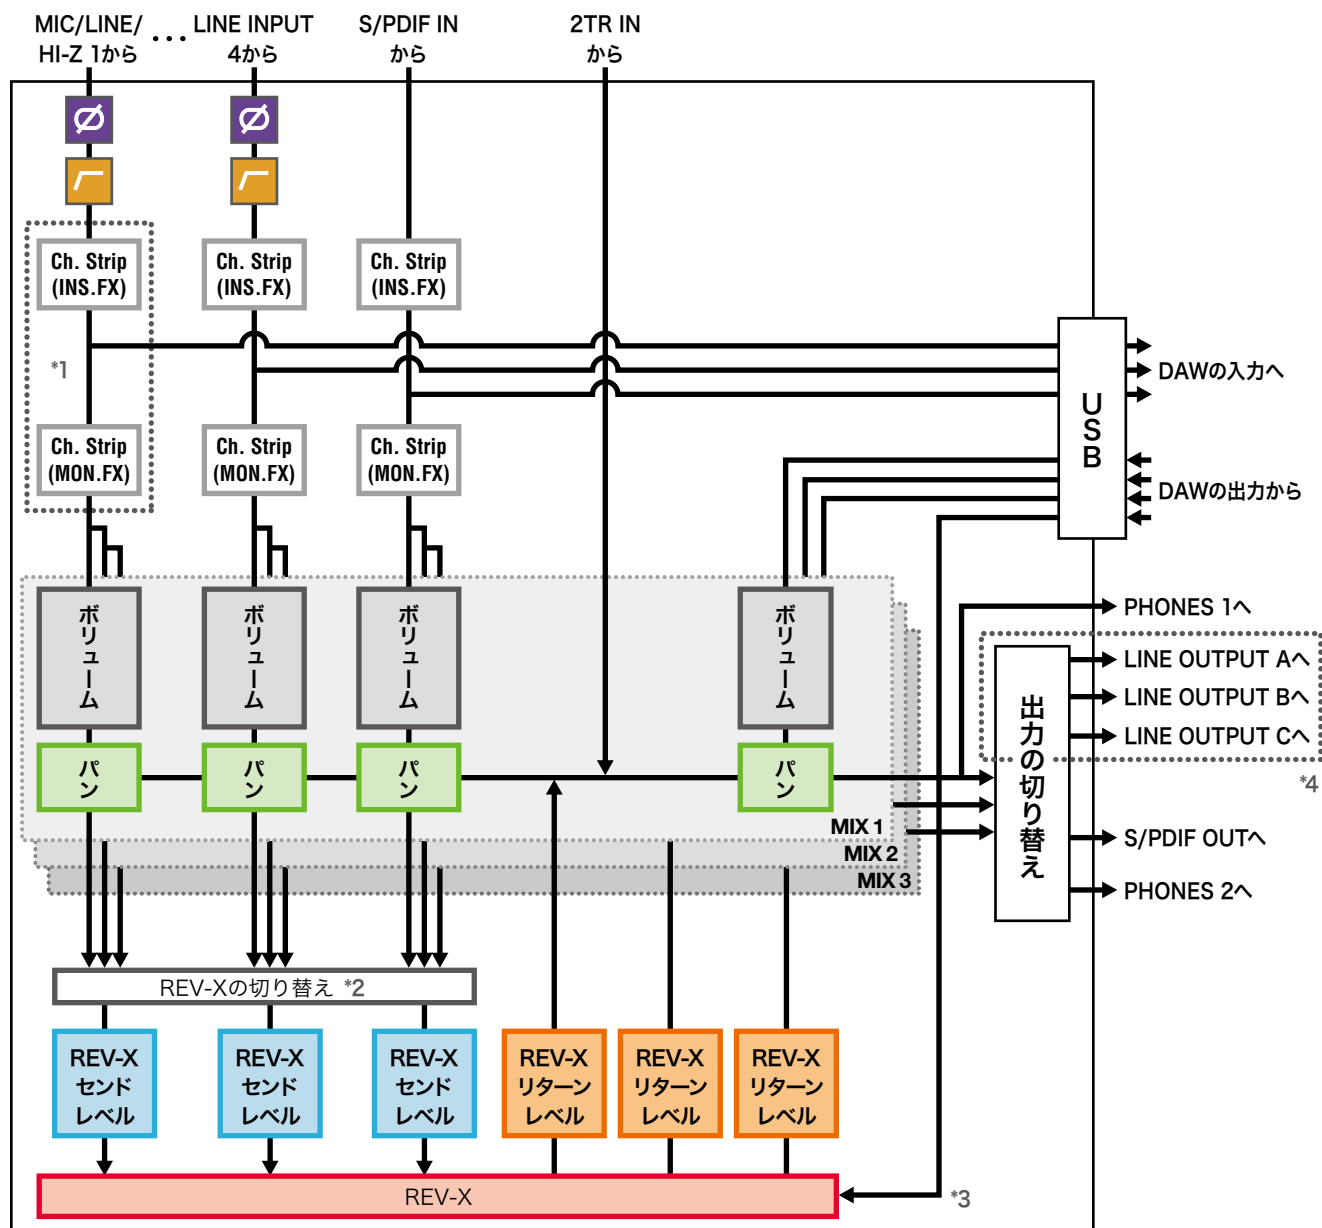 MIC/LINE/
HI-Z 1から
...
LINE INPUT
4から
S/PDIF IN
から
2TR IN
から
Ch. Strip
(INS.FX)
Ch. Strip
(INS.FX)
Ch. Strip
(INS.FX)
*1
Ch. Strip
(MON.FX)
Ch. Strip
(MON.FX)
Ch. Strip
(MON.FX)
USB
DAWの入力へ
DAWの出力から
ボリューム
ボリューム
ボリューム
ボリューム
パン
パン
パン
パン
MIX 1
MIX 2
MIX 3
出力の切り替え
PHONES 1へ
LINE OUTPUT Aへ
LINE OUTPUT Bへ
LINE OUTPUT Cへ
*4
S/PDIF OUTへ
PHONES 2へ
REV-Xの切り替え *2
REV-X
センド
レベル
REV-X
センド
レベル
REV-X
センド
レベル
REV-X
リターン
レベル
REV-X
リターン
レベル
REV-X
リターン
レベル
REV-X
*3